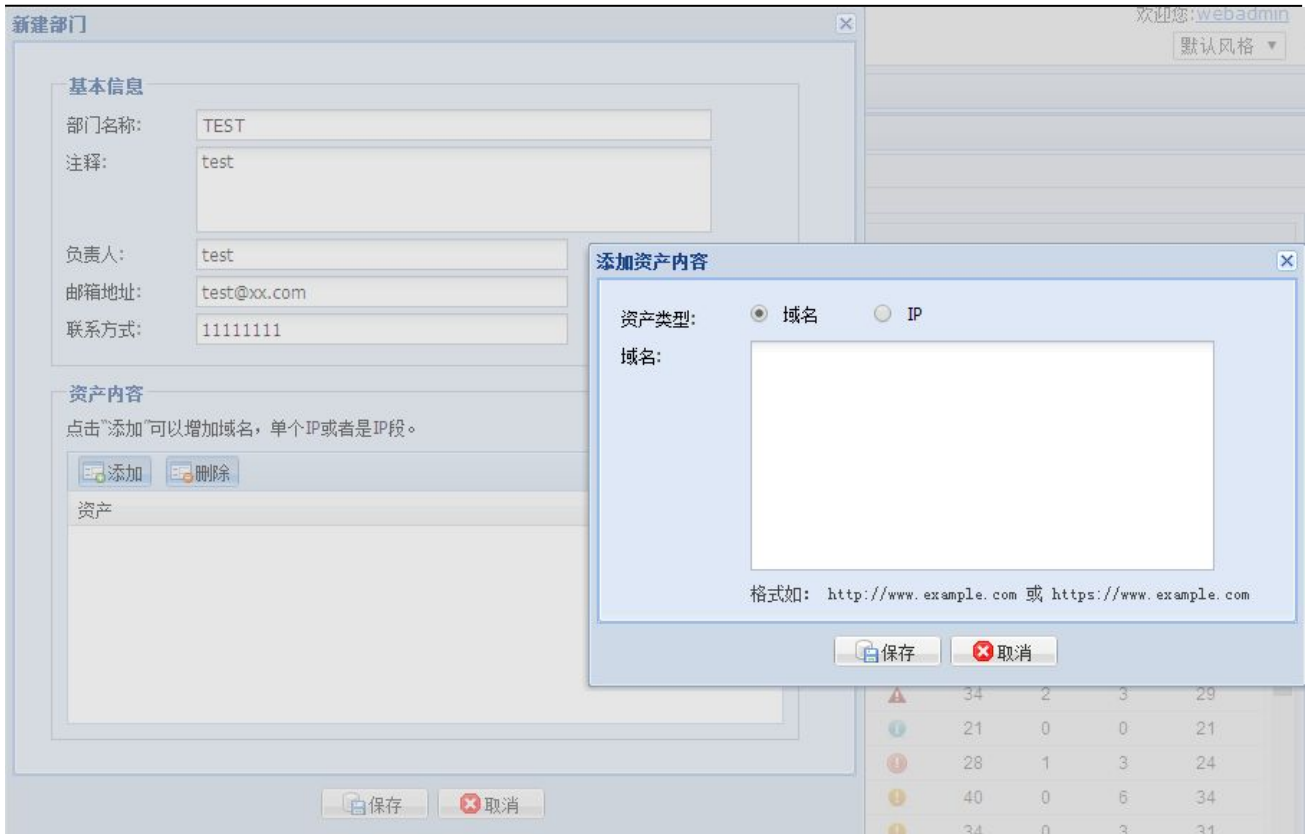 欢迎您:webadmin
默认风格
新建部门
基本信息
部门名称: TEST
注释: test
负责人: test
邮箱地址: test@xx.com
联系方式: 11111111
资产内容
点击"添加"可以增加域名，单个IP或者是IP段。
添加 删除
资产
保存 取消
添加资产内容
资产类型: 域名 IP
域名:
格式如: http://www.example.com 或 https://www.example.com
保存 取消
34 2 3 29
21 0 0 21
28 1 3 24
40 0 6 34
34 0 3 31